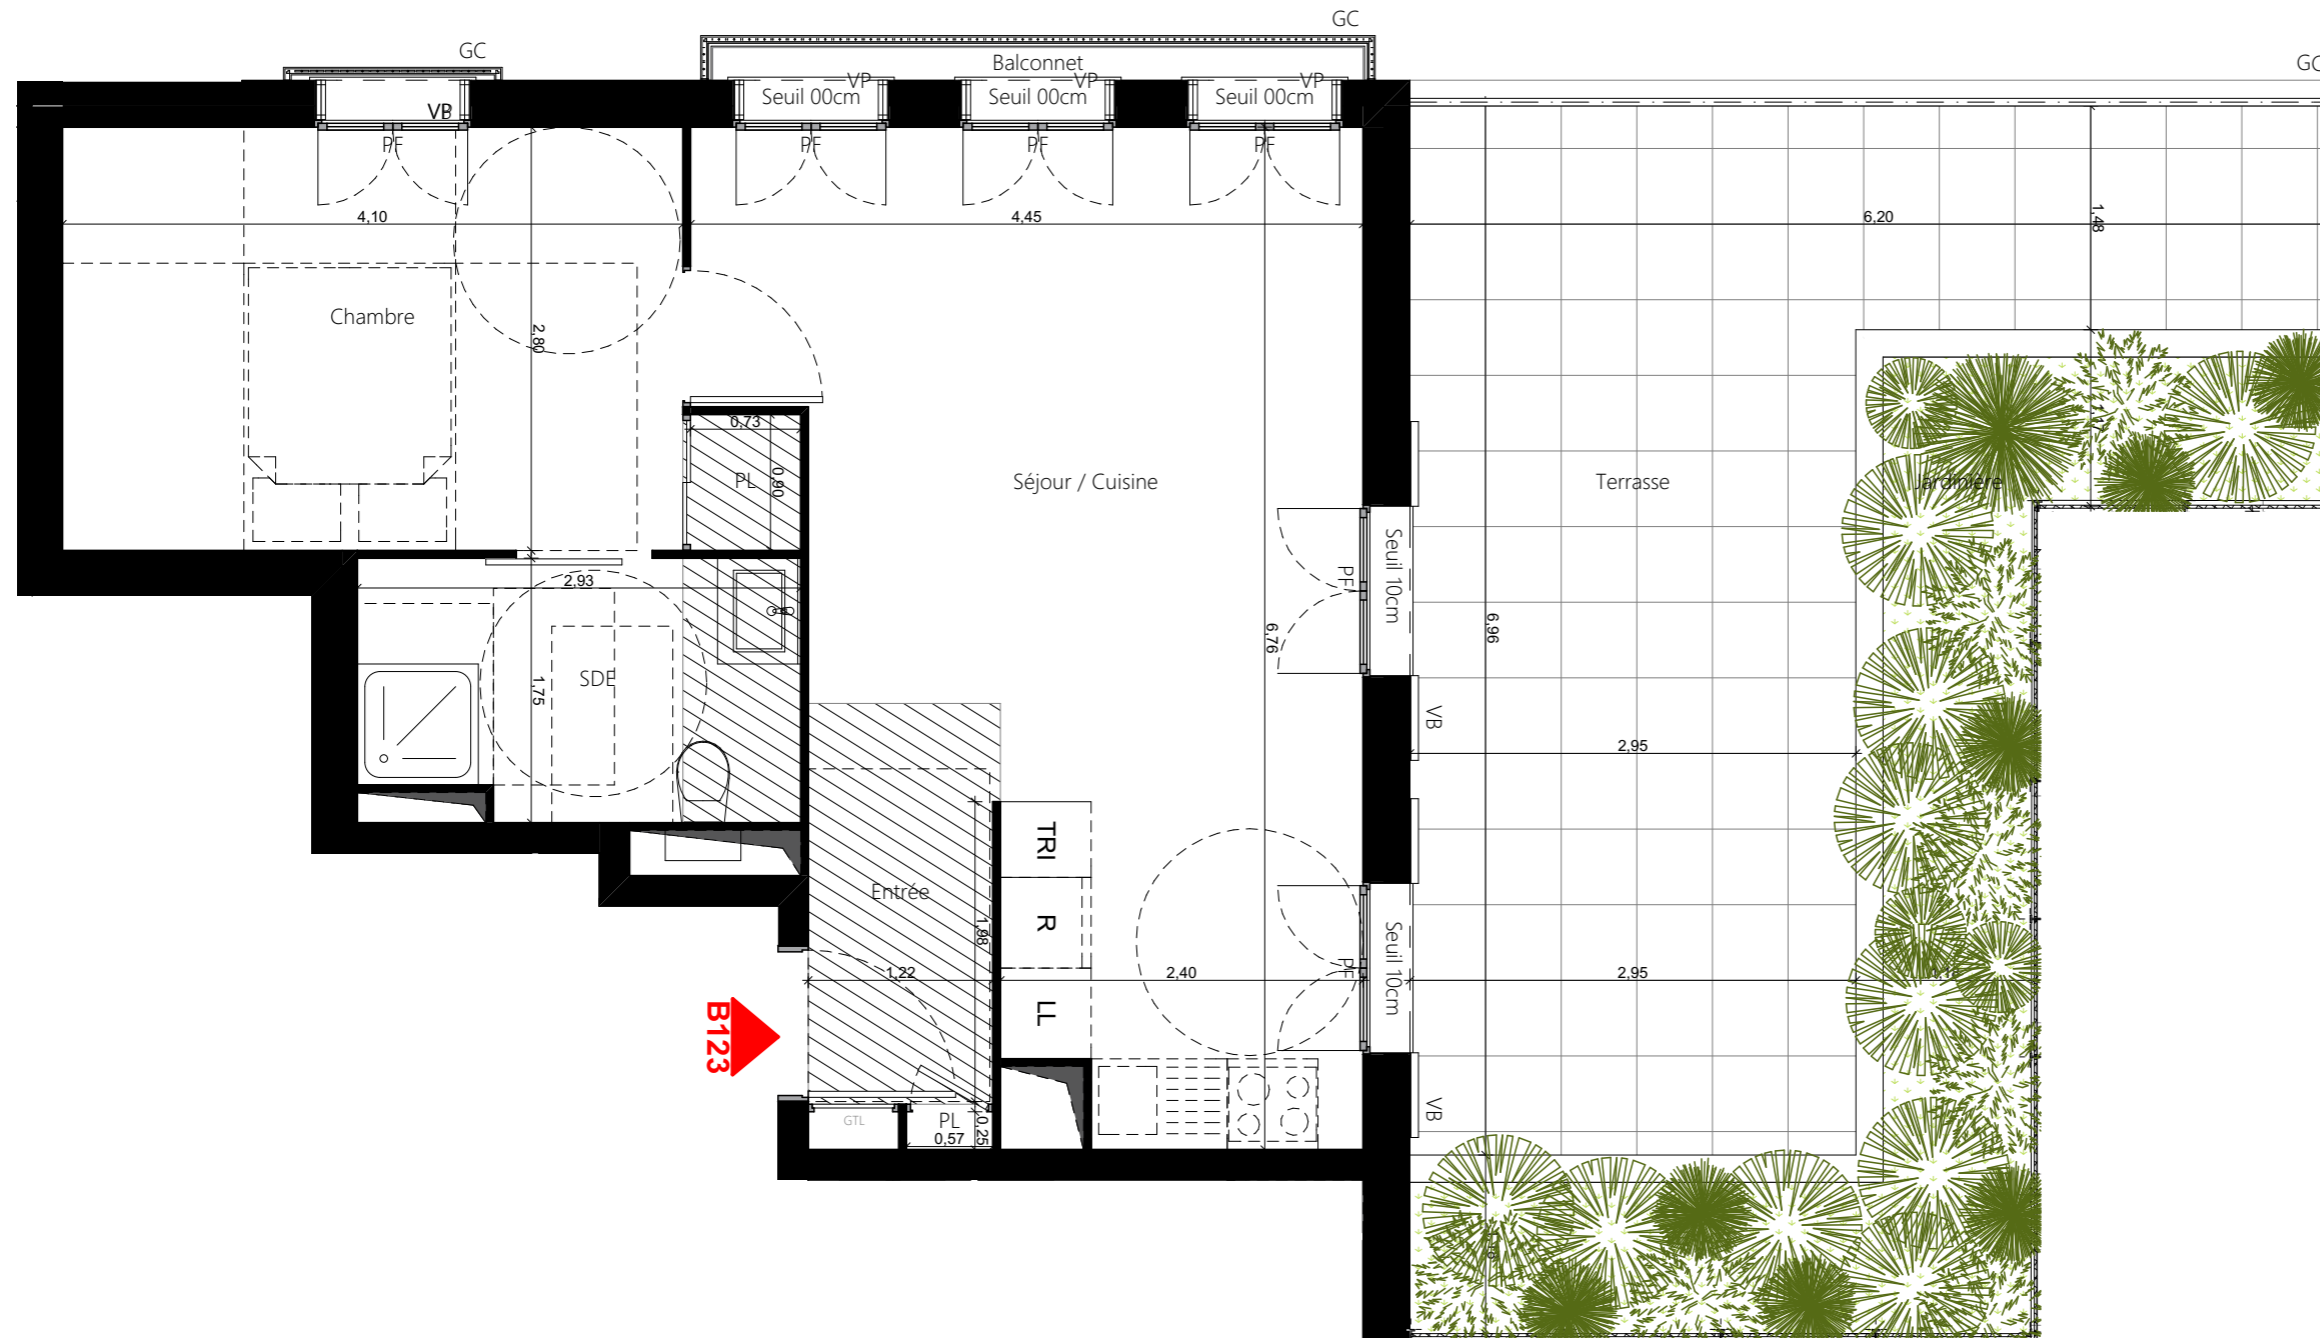 GC
GC
Balconnet
GC
VP
VP
VP
Seuil 00cm
Seuil 00cm
Seuil 00cm
VB
PF
PF
PF
PF
4,10
4,45
6,20
1,48
Chambre
2,80
0,73
PL
0,90
Séjour / Cuisine
Terrasse
Jardinière
Seuil 10cm
PF
2,93
6,76
6,96
SDE
1,75
VB
2,95
TRI
Entrée
R
1,98
Seuil 10cm
PF
1,22
2,40
2,95
LL
B123
VB
GTL
PL
0,57
0,25